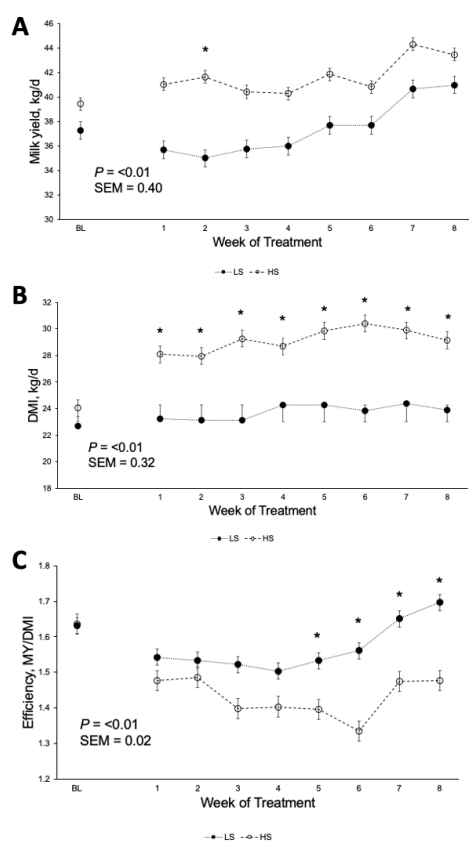 A
Milk yield, kg/d
46
44
42
40
38
36
34
32
30
*
P = <0.01
SEM = 0.40
BL 1 2 3 4 5 6 7 8
Week of Treatment
LS HS
B
DMI, kg/d
32
30
28
26
24
22
20
18
* * * * * * * *
P = <0.01
SEM = 0.32
BL 1 2 3 4 5 6 7 8
Week of Treatment
LS HS
C
Efficiency, MY/DMI
1.8
1.7
1.6
1.5
1.4
1.3
1.2
* * * *
P = <0.01
SEM = 0.02
BL 1 2 3 4 5 6 7 8
Week of Treatment
LS HS